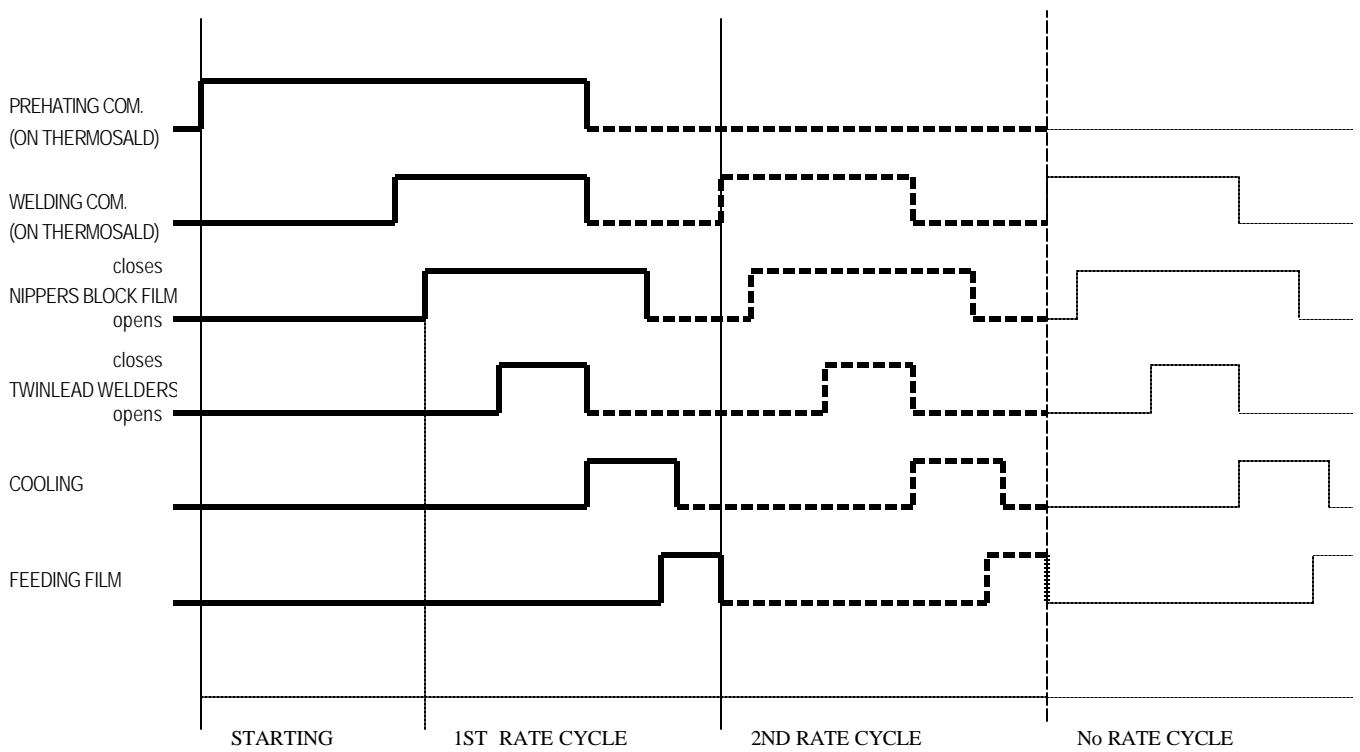 PREHATING COM.
(ON THERMOSALD)
WELDING COM.
(ON THERMOSALD)
closes
NIPPERS BLOCK FILM
opens
closes
TWINLEAD WELDERS
opens
COOLING
FEEDING FILM
STARTING
1ST RATE CYCLE
2ND RATE CYCLE
No RATE CYCLE